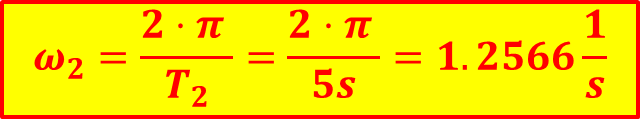 ω₂ = 2 · π / T₂ = 2 · π / 5s = 1.2566 1/s